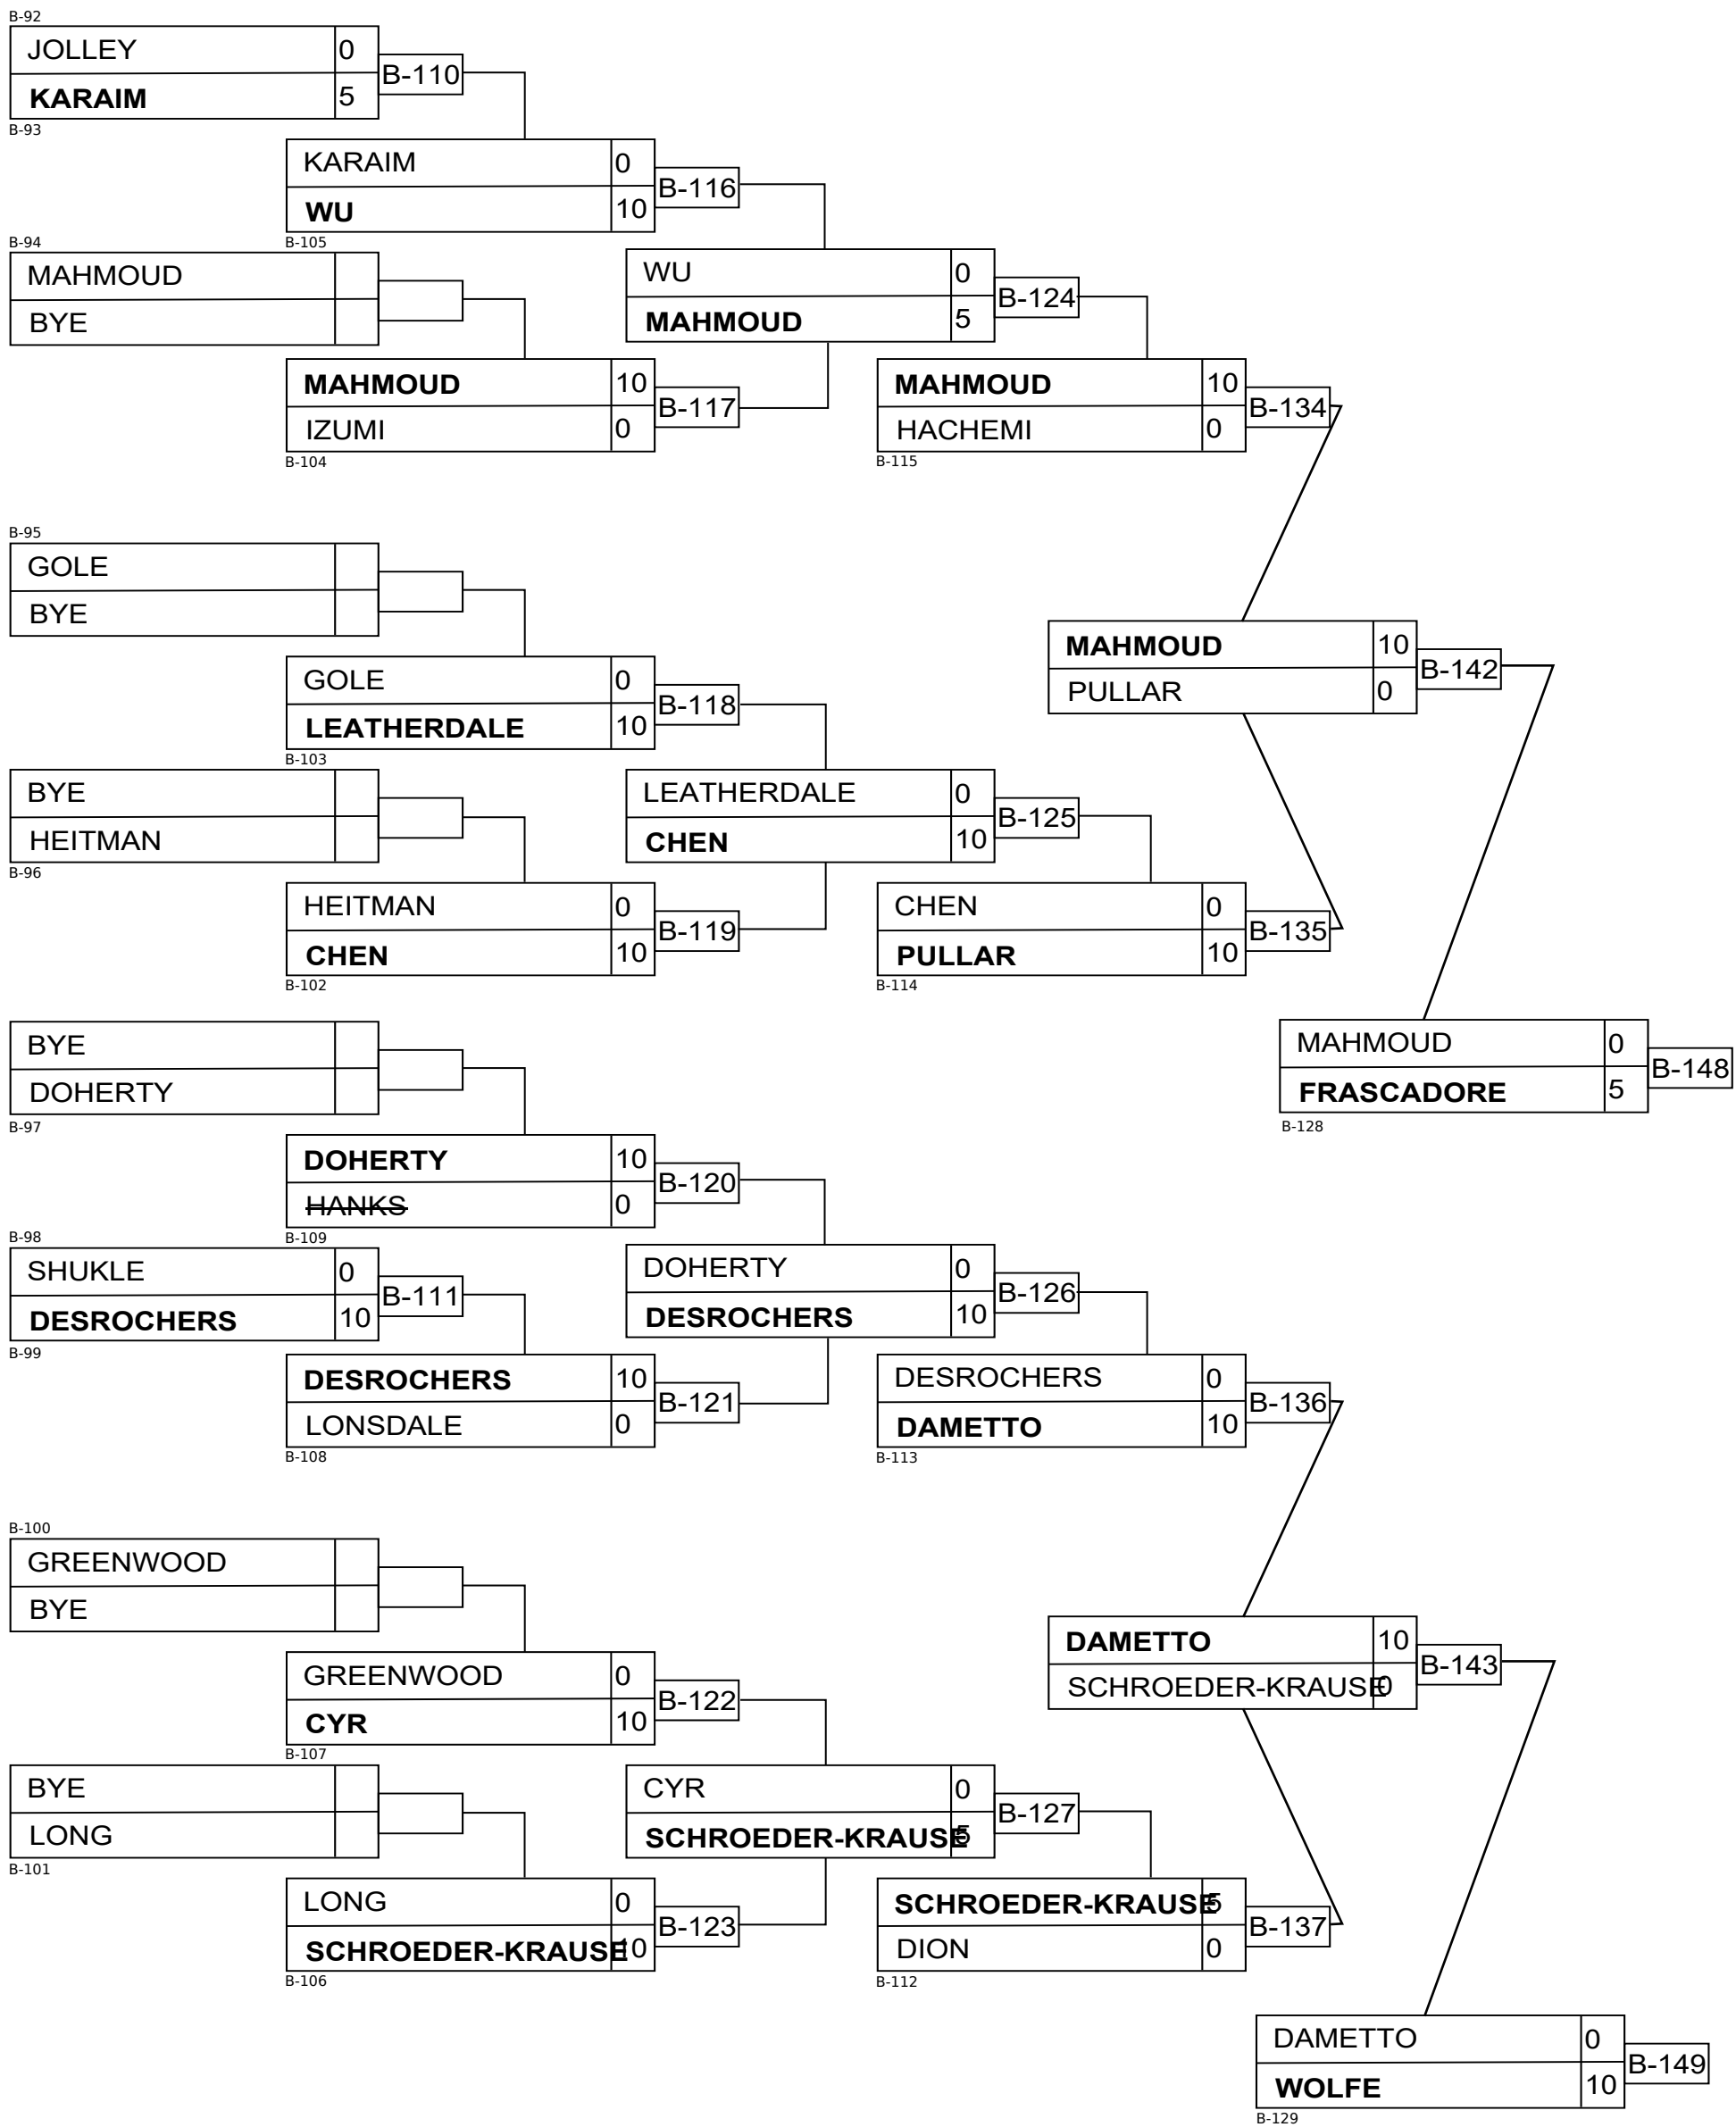 B-92
JOLLEY 0
B-110
KARAIM 5
B-93
KARAIM 0
B-116
WU 10
B-105
B-94
MAHMOUD
BYE
WU 0
B-124
MAHMOUD 5
MAHMOUD 10
B-117
IZUMI 0
B-104
MAHMOUD 10
B-134
HACHEMI 0
B-115
B-95
GOLE
BYE
MAHMOUD 10
B-142
PULLAR 0
GOLE 0
B-118
LEATHERDALE 10
B-103
BYE
HEITMAN
B-96
LEATHERDALE 0
B-125
CHEN 10
HEITMAN 0
B-119
CHEN 10
B-102
CHEN 0
B-135
PULLAR 10
B-114
BYE
DOHERTY
B-97
MAHMOUD 0
B-148
FRASCADORE 5
B-128
DOHERTY 10
B-120
HANKS 0
B-109
B-98
SHUKLE 0
B-111
DESROCHERS 10
B-99
DOHERTY 0
B-126
DESROCHERS 10
DESROCHERS 10
B-121
LONSDALE 0
B-108
DESROCHERS 0
B-136
DAMETTO 10
B-113
B-100
GREENWOOD
BYE
DAMETTO 10
B-143
SCHROEDER-KRAUSE 0
GREENWOOD 0
B-122
CYR 10
B-107
BYE
LONG
B-101
CYR 0
B-127
SCHROEDER-KRAUSE 5
LONG 0
B-123
SCHROEDER-KRAUSE 10
B-106
SCHROEDER-KRAUSE 5
B-137
DION 0
B-112
DAMETTO 0
B-149
WOLFE 10
B-129